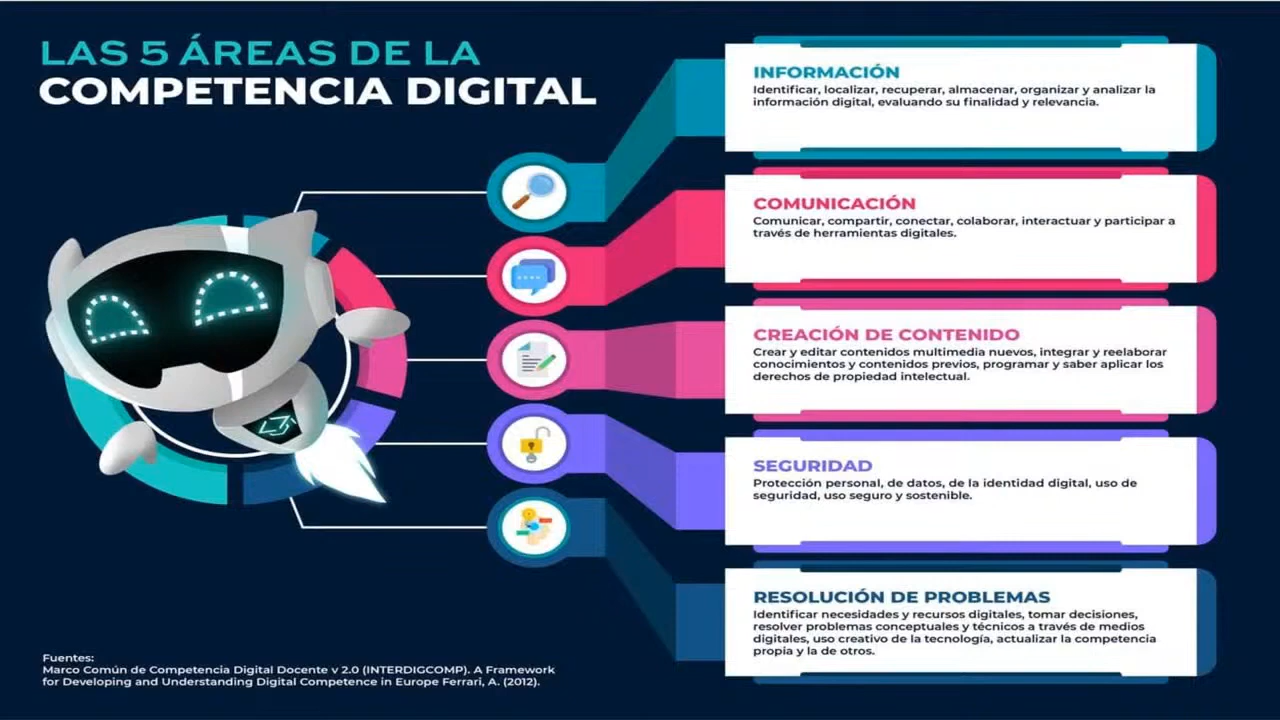 LAS 5 ÁREAS DE LA
COMPETENCIA DIGITAL
INFORMACIÓN
Identificar, localizar, recuperar, almacenar, organizar y analizar la
información digital, evaluando su finalidad y relevancia.
COMUNICACIÓN
Comunicar, compartir, conectar, colaborar, interactuar y participar a
través de herramientas digitales.
CREACIÓN DE CONTENIDO
Crear y editar contenidos multimedia nuevos, integrar y reelaborar
conocimientos y contenidos previos, programar y saber aplicar los
derechos de propiedad intelectual.
SEGURIDAD
Protección personal, de datos, de la identidad digital, uso de
seguridad, uso seguro y sostenible.
RESOLUCIÓN DE PROBLEMAS
Identificar necesidades y recursos digitales, tomar decisiones,
resolver problemas conceptuales y técnicos a través de medios
digitales, uso creativo de la tecnología, actualizar la competencia
propia y la de otros.
Fuentes:
Marco Común de Competencia Digital Docente v 2.0 (INTERDIGCOMP). A Framework
for Developing and Understanding Digital Competence in Europe Ferrari, A. (2012).